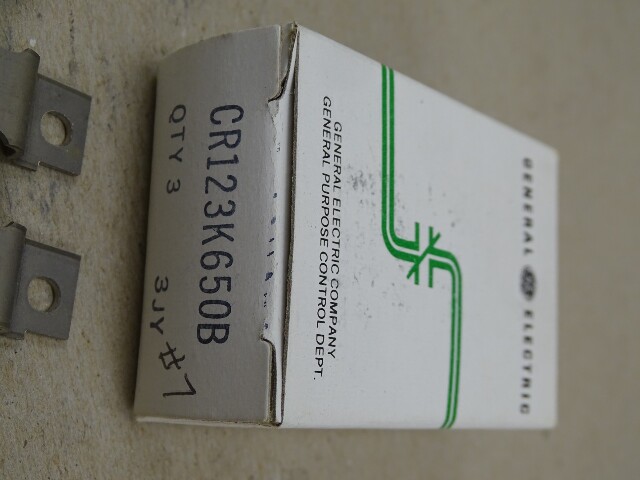 CR123K650B
QTY 3
3JY #7
GENERAL ELECTRIC
GENERAL ELECTRIC COMPANY
GENERAL PURPOSE CONTROL DEPT.